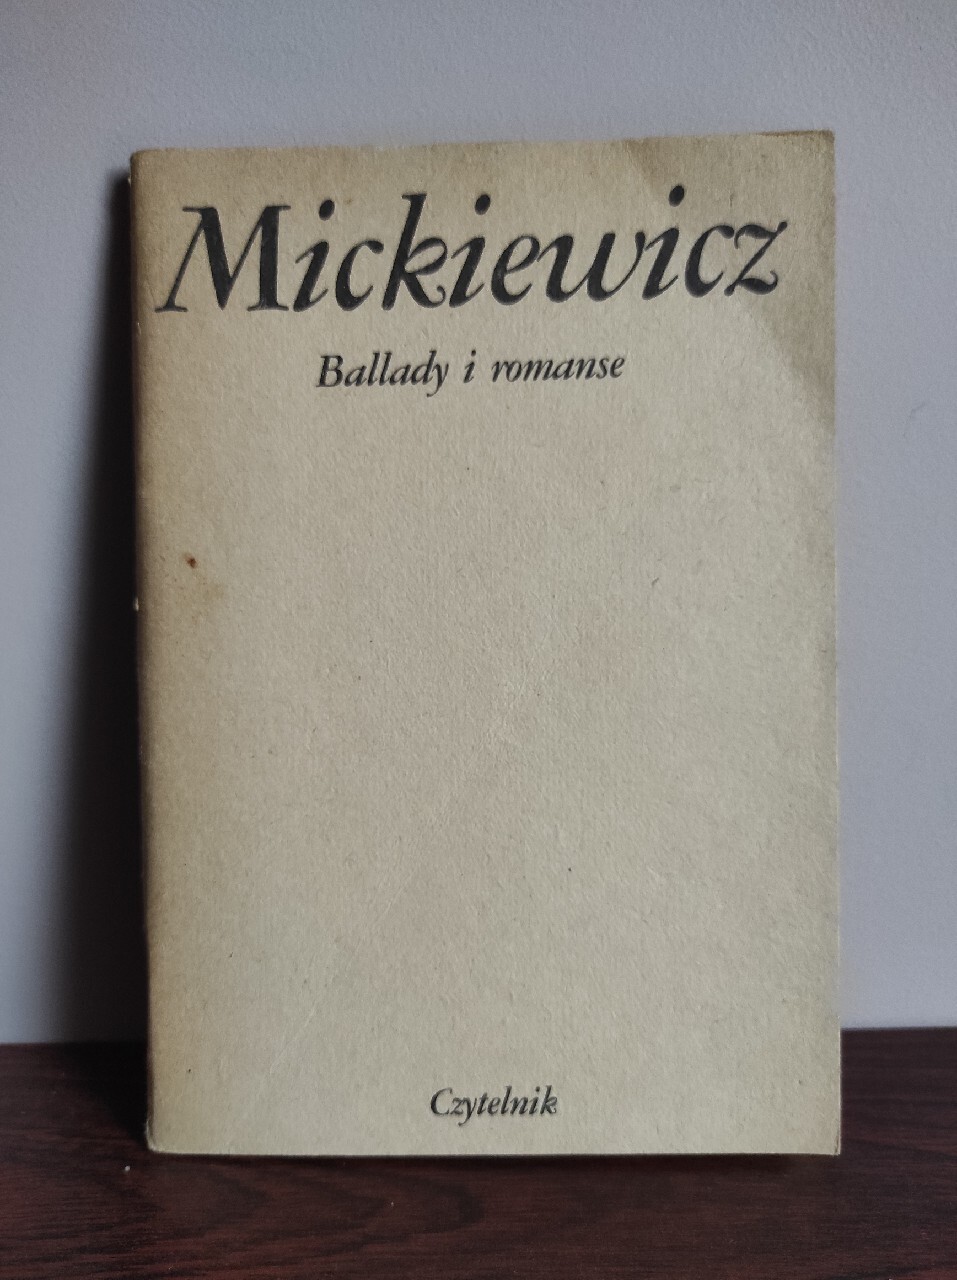 Mickiewicz
Ballady i romanse
Czytelnik